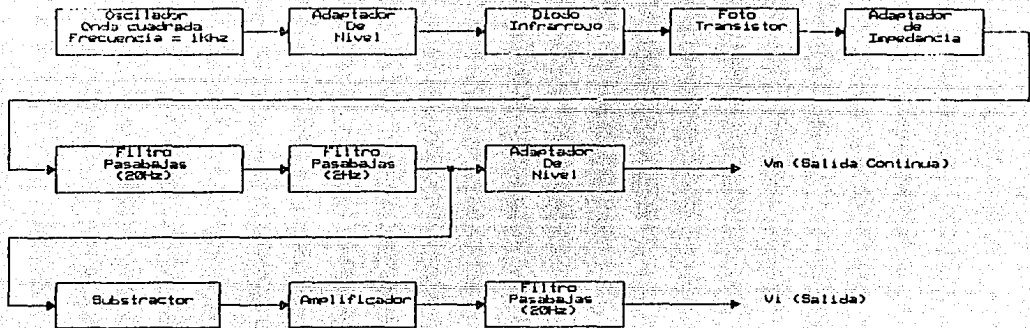 Oscilador
Onda cuadrada
Frecuencia = 1Khz
Adaptador
De
Nivel
Diodo
Infrarrojo
Foto
Transistor
Adaptador
de
Impedancia
Filtro
Pasabajas
(20Hz)
Filtro
Pasabajas
(2Hz)
Adaptador
De
Nivel
Vm (Salida Continua)
Substractor
Amplificador
Filtro
Pasabajas
(20Hz)
Vi (Salida)